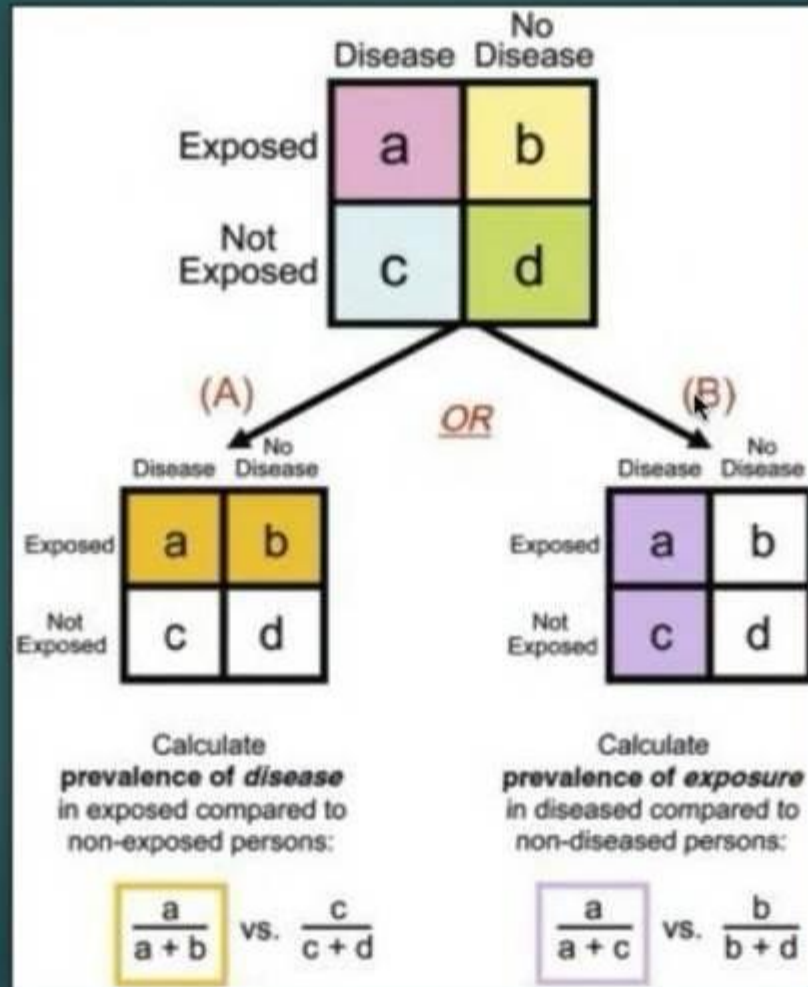 No
Disease Disease
Exposed a b
Not
Exposed c d
(A) OR (B)
No
Disease Disease
Exposed a b
Not
Exposed c d
Calculate
prevalence of disease
in exposed compared to
non-exposed persons:
a / a + b vs. c / c + d
No
Disease Disease
Exposed a b
Not
Exposed c d
Calculate
prevalence of exposure
in diseased compared to
non-diseased persons:
a / a + c vs. b / b + d